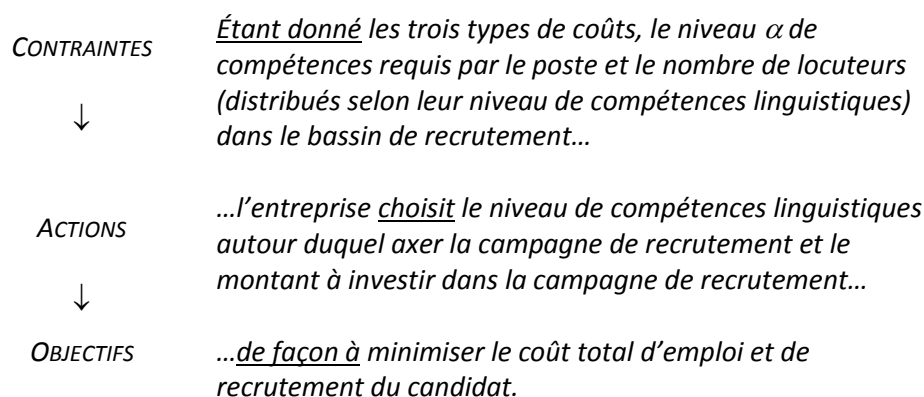 CONTRAINTES
↓
Étant donné les trois types de coûts, le niveau α de
compétences requis par le poste et le nombre de locuteurs
(distribués selon leur niveau de compétences linguistiques)
dans le bassin de recrutement…
ACTIONS
↓
…l’entreprise choisit le niveau de compétences linguistiques
autour duquel axer la campagne de recrutement et le
montant à investir dans la campagne de recrutement…
OBJECTIFS
…de façon à minimiser le coût total d’emploi et de
recrutement du candidat.